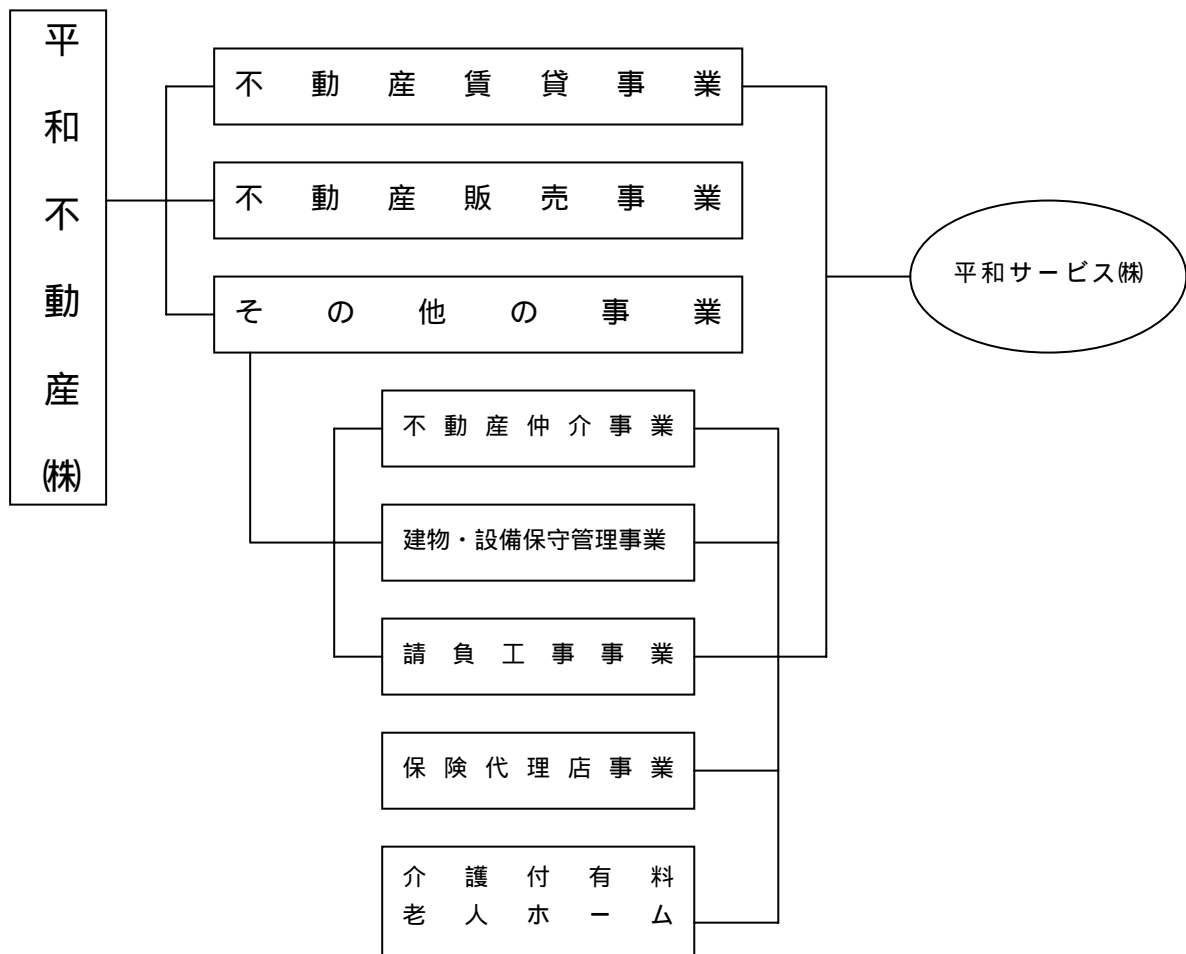 平和不動産㈱
不動産賃貸事業
不動産販売事業
その他の事業
平和サービス㈱
不動産仲介事業
建物・設備保守管理事業
請負工事事業
保険代理店事業
介護付有料
老人ホーム